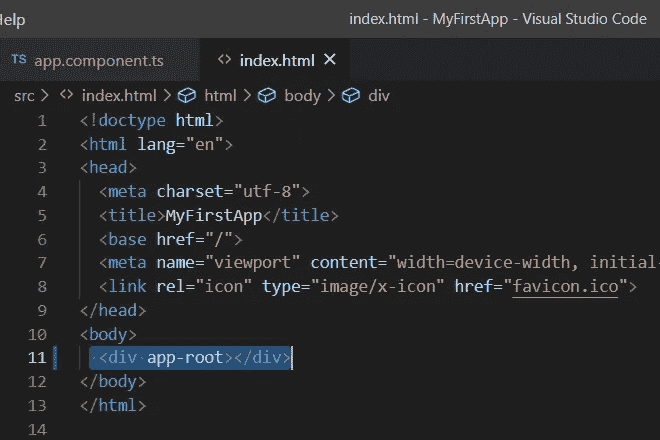 Help index.html - MyFirstApp - Visual Studio Code
TS app.component.ts <> index.html ×
src > <> index.html > html > body > div
1 <!doctype html>
2 <html lang="en">
3 <head>
4 <meta charset="utf-8">
5 <title>MyFirstApp</title>
6 <base href="/">
7 <meta name="viewport" content="width=device-width, initial-
8 <link rel="icon" type="image/x-icon" href="favicon.ico">
9 </head>
10 <body>
11 <div app-root></div>
12 </body>
13 </html>
14